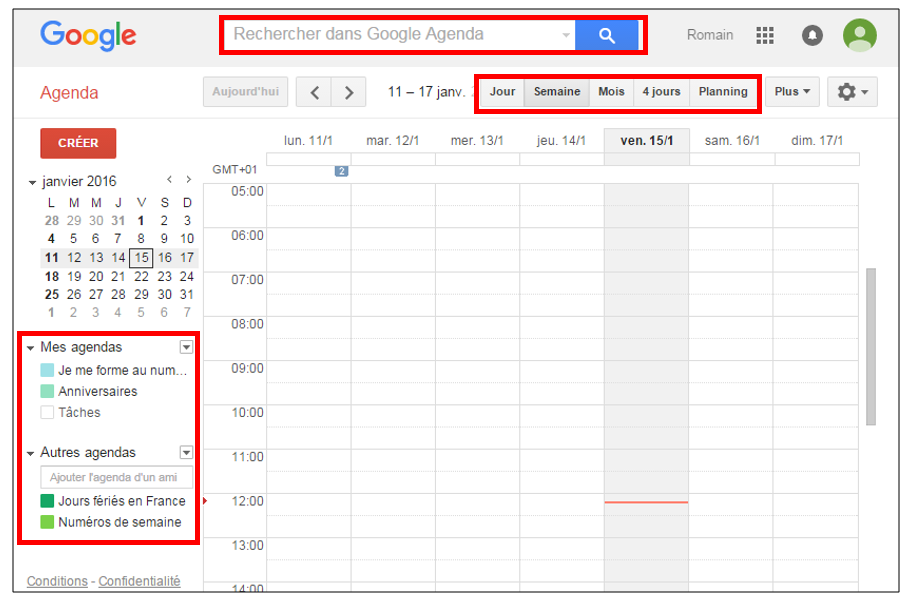 Google
Rechercher dans Google Agenda
Romain
Agenda
Aujourd'hui
11 – 17 janv.
Jour Semaine Mois 4 jours Planning
Plus
CRÉER
lun. 11/1 mar. 12/1 mer. 13/1 jeu. 14/1 ven. 15/1 sam. 16/1 dim. 17/1
GMT+01
2
janvier 2016
L M M J V S D
28 29 30 31 1 2 3
4 5 6 7 8 9 10
11 12 13 14 15 16 17
18 19 20 21 22 23 24
25 26 27 28 29 30 31
1 2 3 4 5 6 7
Mes agendas
Je me forme au num...
Anniversaires
Tâches
Autres agendas
Ajouter l'agenda d'un ami
Jours fériés en France
Numéros de semaine
Conditions - Confidentialité
05:00
06:00
07:00
08:00
09:00
10:00
11:00
12:00
13:00
14:00